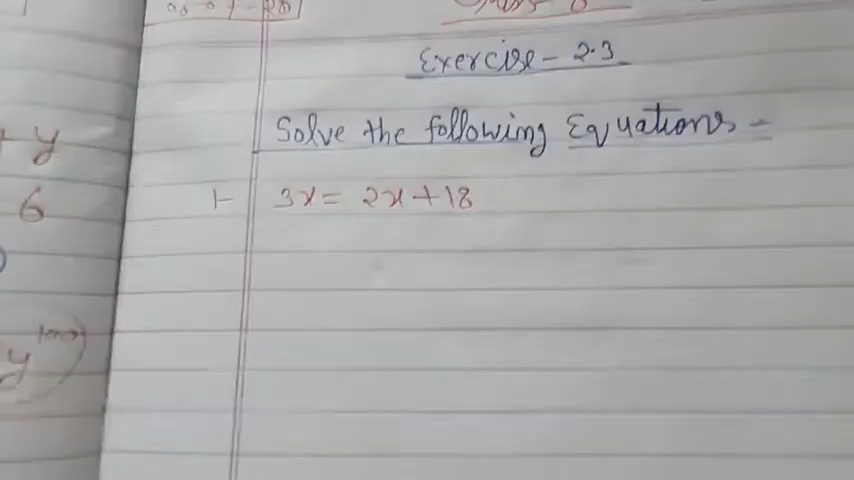 Exercise - 2.3
Solve the following Equations -
1- 3x = 2x + 18
+ y
6
y